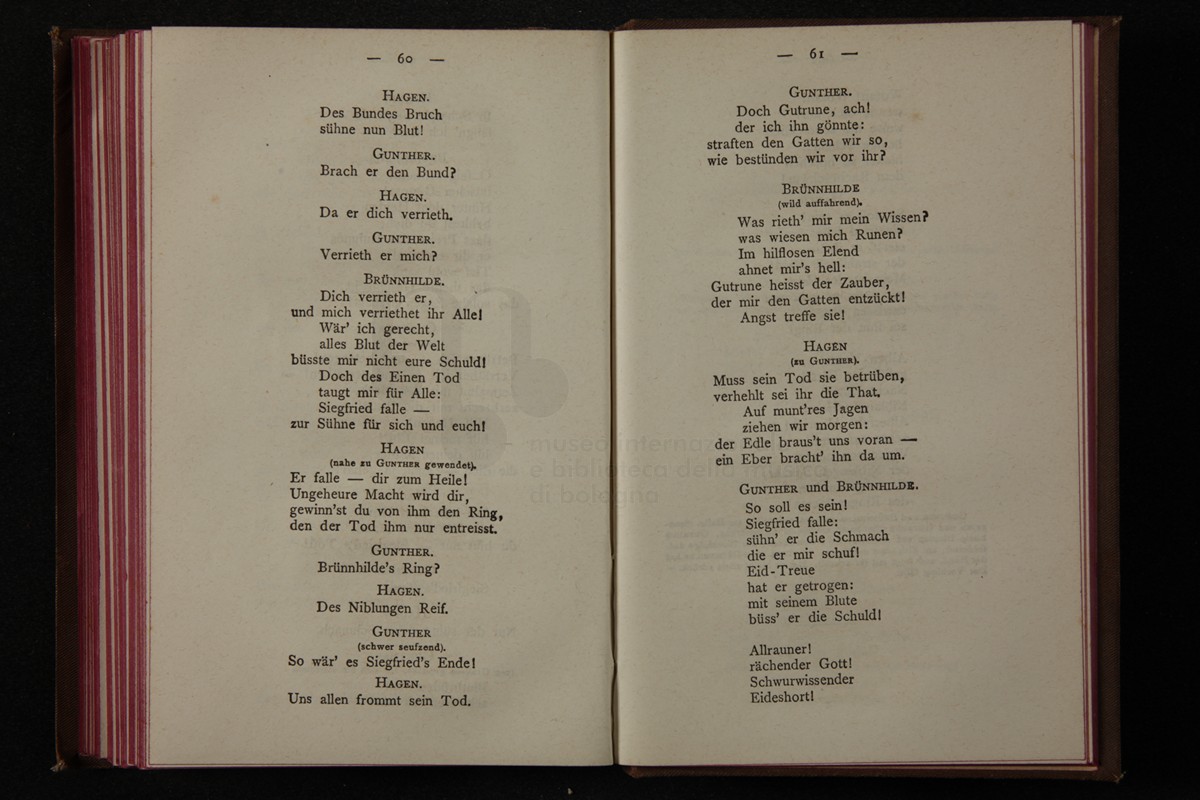 — 60 —
HAGEN.
Des Bundes Bruch
sühne nun Blut!
GUNTHER.
Brach er den Bund?
HAGEN.
Da er dich verrieth.
GUNTHER.
Verrieth er mich?
BRÜNNHILDE.
Dich verrieth er,
und mich verriethet ihr Alle!
Wär' ich gerecht,
alles Blut der Welt
büsste mir nicht eure Schuld!
Doch des Einen Tod
taugt mir für Alle:
Siegfried falle —
zur Sühne für sich und euch!
HAGEN
(nahe zu GUNTHER gewendet).
Er falle — dir zum Heile!
Ungeheure Macht wird dir,
gewinn'st du von ihm den Ring,
den der Tod ihm nur entreisst.
GUNTHER.
Brünnhilde's Ring?
HAGEN.
Des Niblungen Reif.
GUNTHER
(schwer seufzend).
So wär' es Siegfried's Ende!
HAGEN.
Uns allen frommt sein Tod.
— 61 —
GUNTHER.
Doch Gutrune, ach!
der ich ihn gönnte:
straften den Gatten wir so,
wie bestünden wir vor ihr?
BRÜNNHILDE
(wild auffahrend).
Was rieth' mir mein Wissen?
was wiesen mich Runen?
Im hilflosen Elend
ahnet mir's hell:
Gutrune heisst der Zauber,
der mir den Gatten entzückt!
Angst treffe sie!
HAGEN
(zu GUNTHER).
Muss sein Tod sie betrüben,
verhehlt sei ihr die That.
Auf munt'res Jagen
ziehen wir morgen:
der Edle braus't uns voran —
ein Eber bracht' ihn da um.
GUNTHER und BRÜNNHILDE.
So soll es sein!
Siegfried falle:
sühn' er die Schmach
die er mir schuf!
Eid-Treue
hat er getrogen:
mit seinem Blute
büss' er die Schuld!
Allrauner!
rächender Gott!
Schwurwissender
Eideshort!
museo internaz
e biblioteca della musica
di bologna